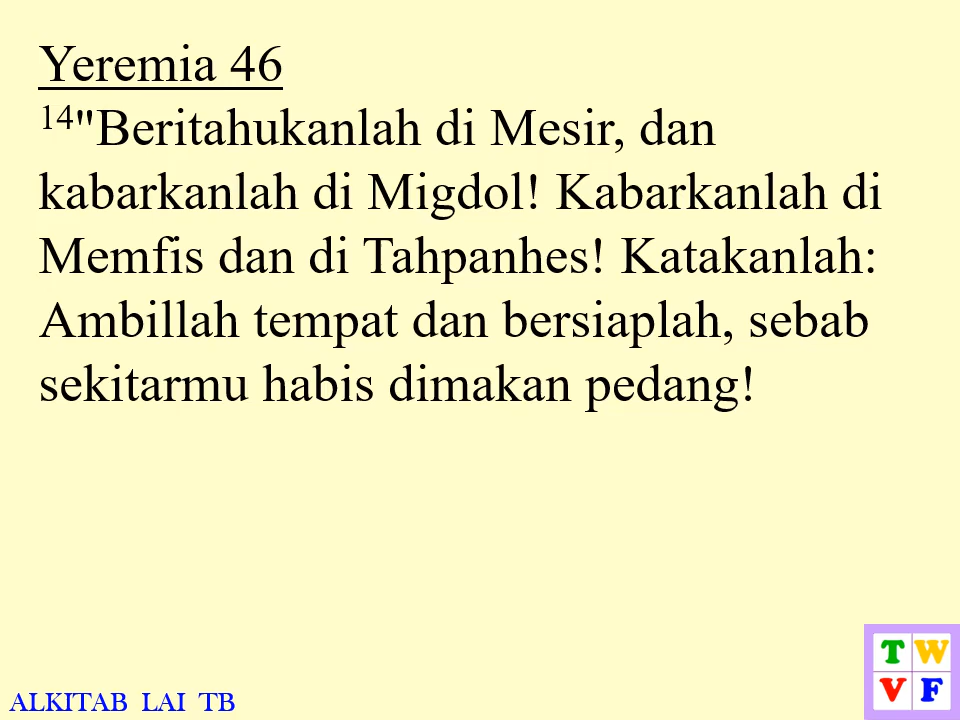 Yeremia 46
14"Beritahukanlah di Mesir, dan
kabarkanlah di Migdol! Kabarkanlah di
Memfis dan di Tahpanhes! Katakanlah:
Ambillah tempat dan bersiaplah, sebab
sekitarmu habis dimakan pedang!
ALKITAB LAI TB
T W
V F